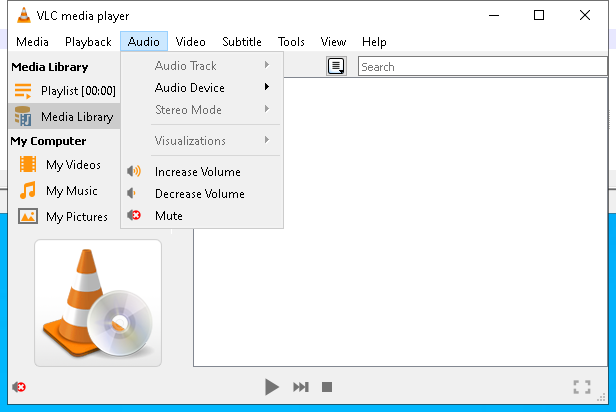 VLC media player
Media Playback Audio Video Subtitle Tools View Help
Media Library
Playlist [00:00]
Media Library
My Computer
My Videos
My Music
My Pictures
Audio Track
Audio Device
Stereo Mode
Visualizations
Increase Volume
Decrease Volume
Mute
Search